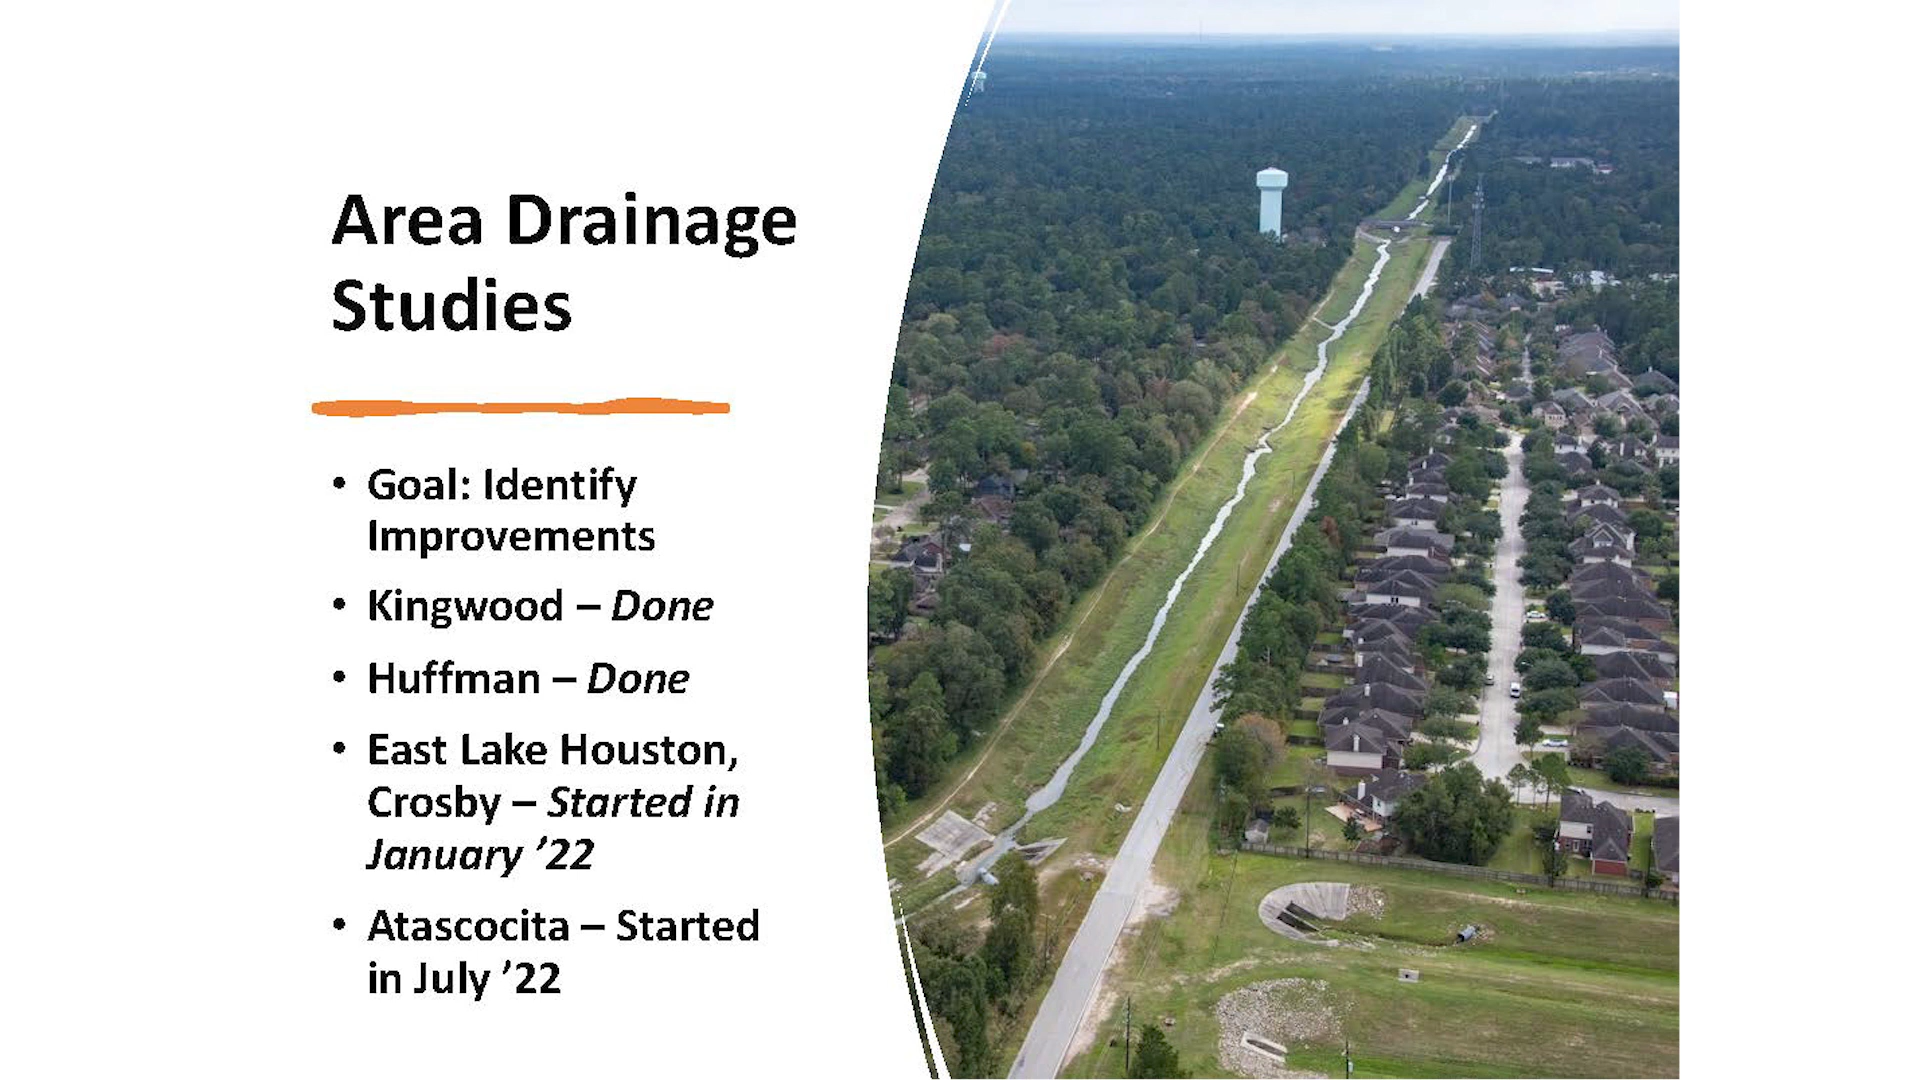 Area Drainage
Studies
• Goal: Identify
Improvements
• Kingwood – Done
• Huffman – Done
• East Lake Houston,
Crosby – Started in
January ’22
• Atascocita – Started
in July ’22